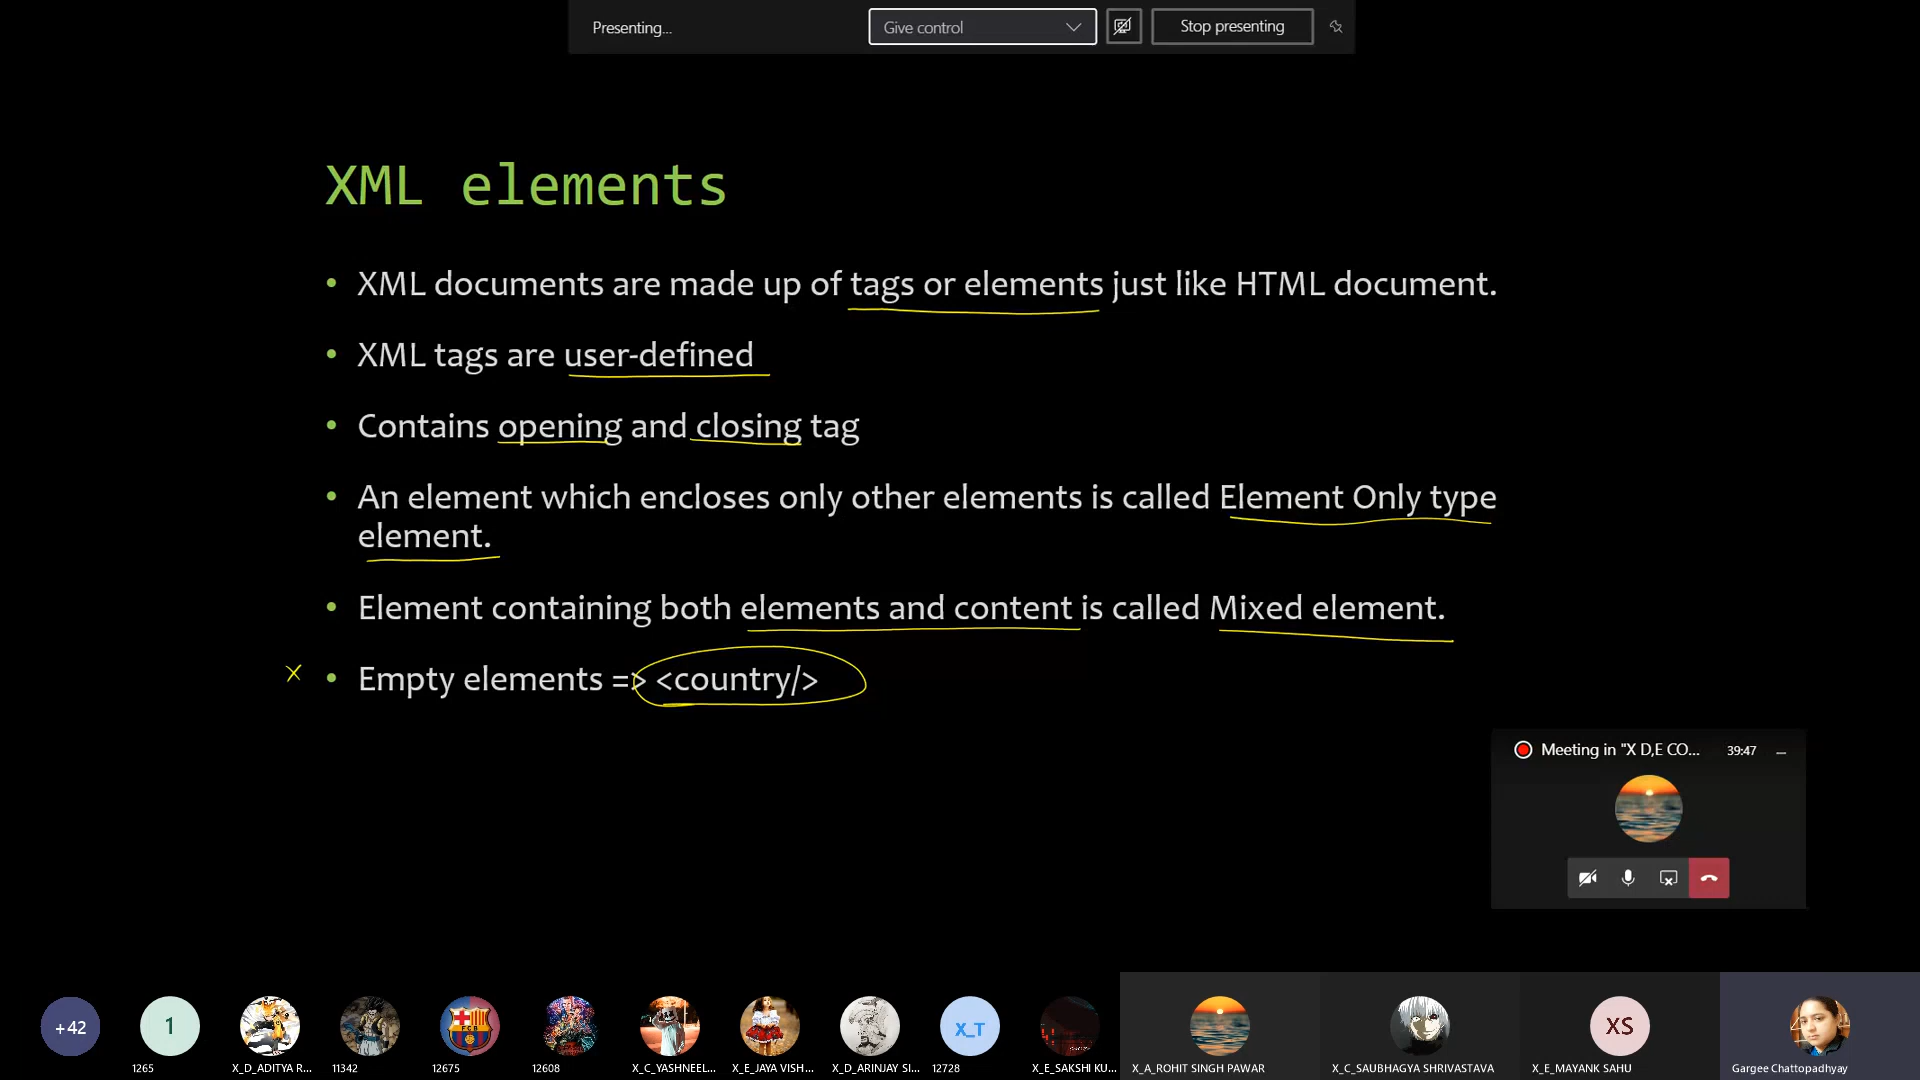 Presenting...
Give control
Stop presenting
XML elements
• XML documents are made up of tags or elements just like HTML document.
• XML tags are user-defined
• Contains opening and closing tag
• An element which encloses only other elements is called Element Only type
element.
• Element containing both elements and content is called Mixed element.
x • Empty elements => <country/>
Meeting in "X D,E CO... 39:47
+42
1
X_T
XS
1265
X_D_ADITYA R...
11342
12675
12608
X_C_YASHNEEL...
X_E_JAYA VISH...
X_D_ARINJAY SI...
12728
X_E_SAKSHI KU...
X_A_ROHIT SINGH PAWAR
X_C_SAUBHAGYA SHRIVASTAVA
X_E_MAYANK SAHU
Gargee Chattopadhyay